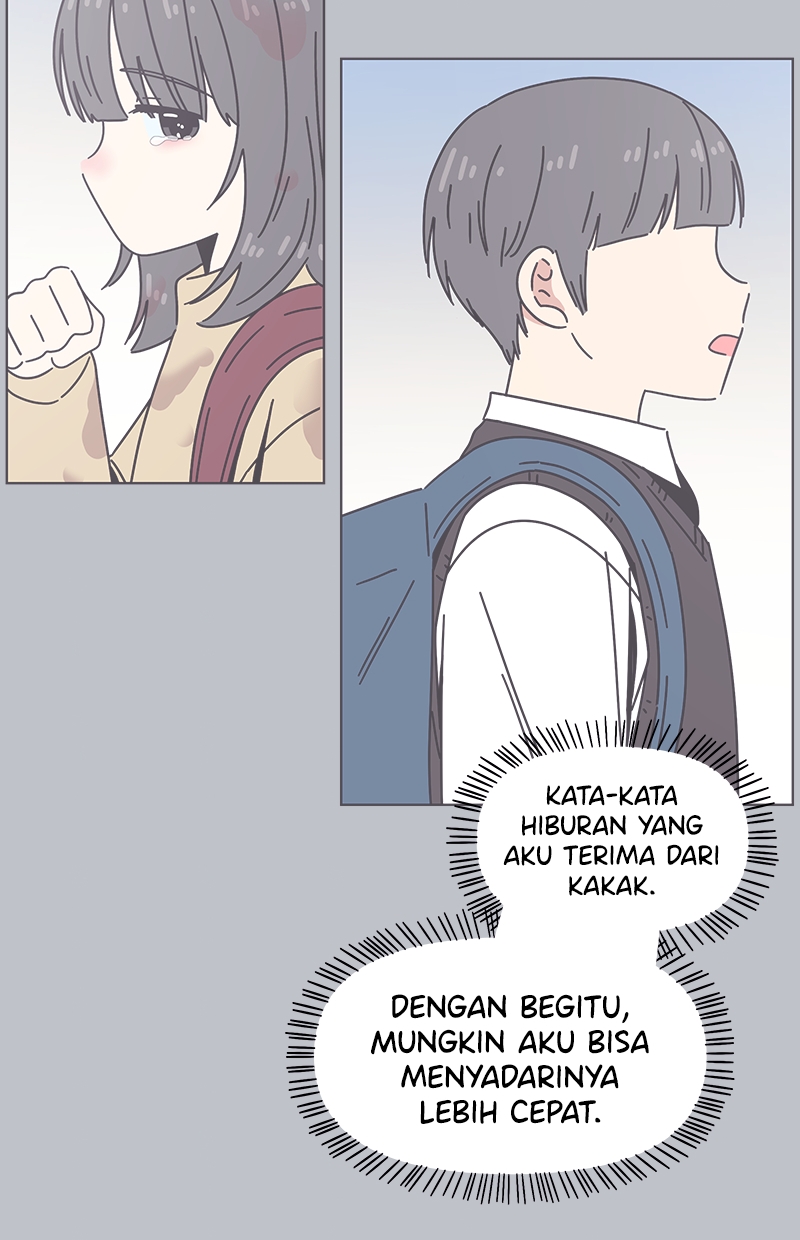 KATA-KATA
HIBURAN YANG
AKU TERIMA DARI
KAKAK.
DENGAN BEGITU,
MUNGKIN AKU BISA
MENYADARINYA
LEBIH CEPAT.